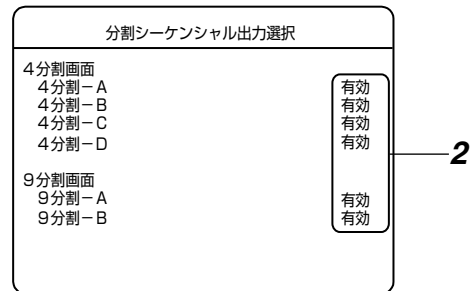 分割シーケンシャル出力選択
4分割画面
4分割－A 有効
4分割－B 有効
4分割－C 有効
4分割－D 有効
9分割画面
9分割－A 有効
9分割－B 有効
2